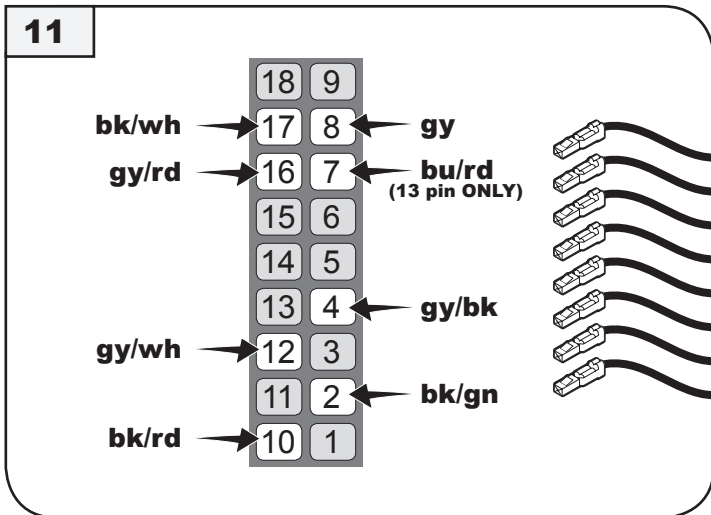 11
18 9
bk/wh 17 8 gy
gy/rd 16 7 bu/rd
(13 pin ONLY)
15 6
14 5
13 4 gy/bk
gy/wh 12 3
11 2 bk/gn
bk/rd 10 1